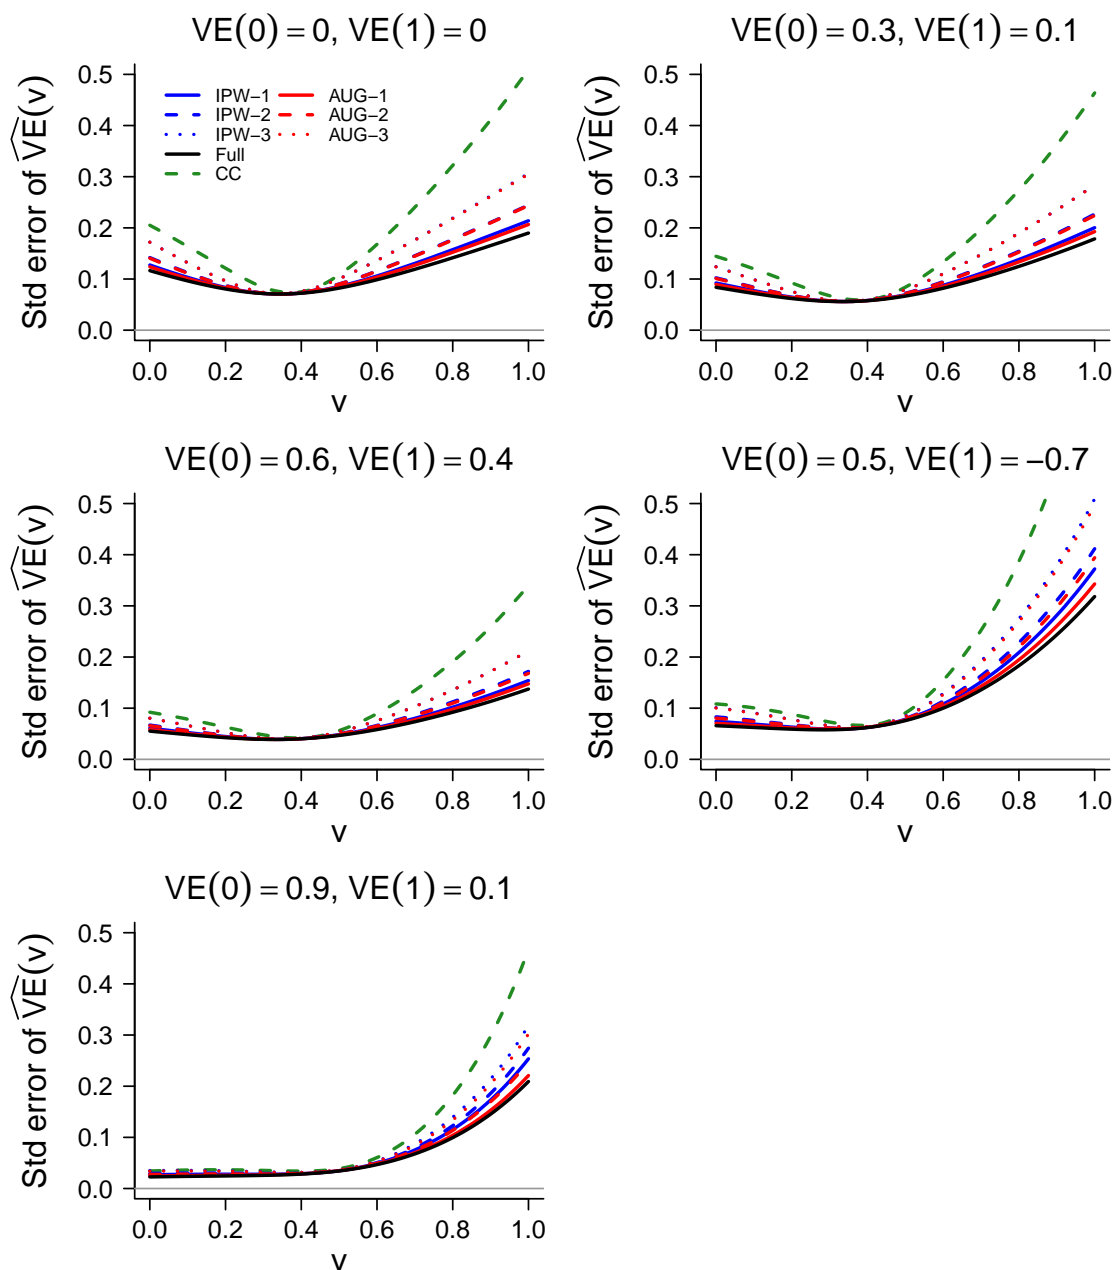 VE(0) = 0, VE(1) = 0
Std error of V̂E(v)
0.5
0.4
0.3
0.2
0.1
0.0
IPW−1
AUG−1
IPW−2
AUG−2
IPW−3
AUG−3
Full
CC
0.0 0.2 0.4 0.6 0.8 1.0
v
VE(0) = 0.3, VE(1) = 0.1
Std error of V̂E(v)
0.5
0.4
0.3
0.2
0.1
0.0
0.0 0.2 0.4 0.6 0.8 1.0
v
VE(0) = 0.6, VE(1) = 0.4
Std error of V̂E(v)
0.5
0.4
0.3
0.2
0.1
0.0
0.0 0.2 0.4 0.6 0.8 1.0
v
VE(0) = 0.5, VE(1) = −0.7
Std error of V̂E(v)
0.5
0.4
0.3
0.2
0.1
0.0
0.0 0.2 0.4 0.6 0.8 1.0
v
VE(0) = 0.9, VE(1) = 0.1
Std error of V̂E(v)
0.5
0.4
0.3
0.2
0.1
0.0
0.0 0.2 0.4 0.6 0.8 1.0
v